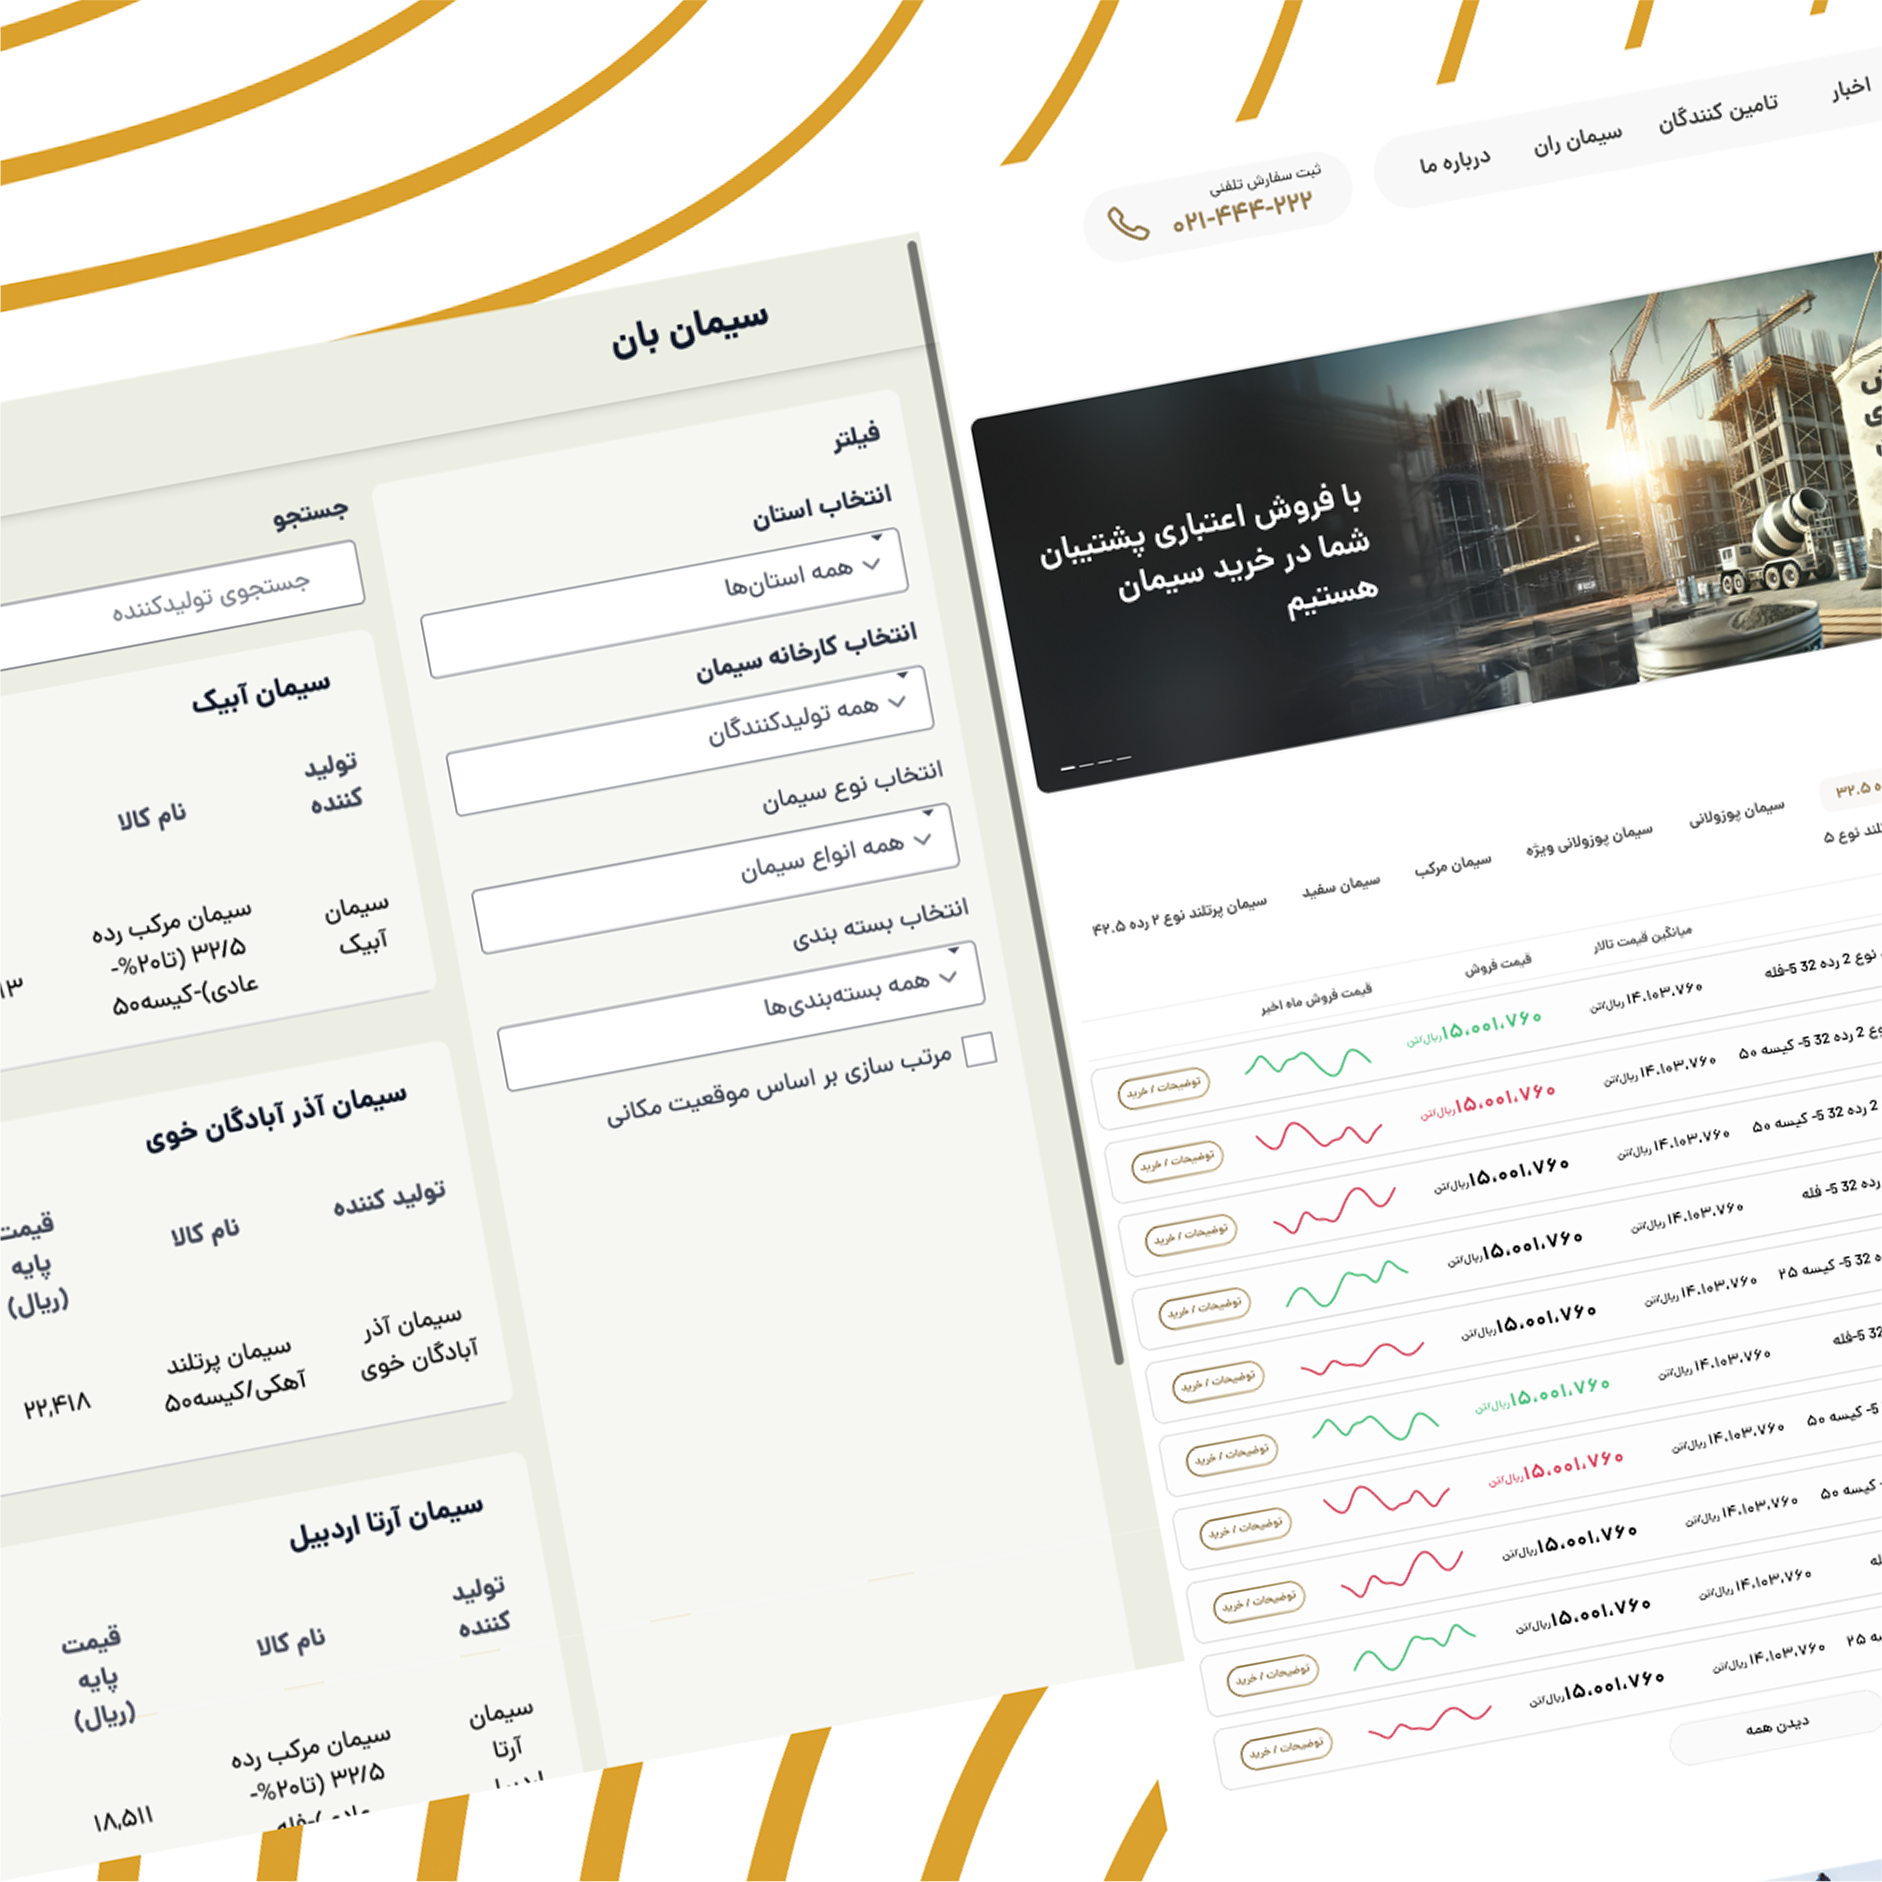 اخبار
تامین کنندگان
سیمان ران
درباره ما
ثبت سفارش تلفنی
۰۲۱-۴۴۴-۲۲۲
با فروش اعتباری پشتیبان
شما در خرید سیمان
هستیم
۳۲.۵
سیمان پوزولانی
سیمان پوزولانی ویژه
سیمان مرکب
سیمان سفید
سیمان پرتلند نوع ۲ رده ۴۲.۵
نوع ۵
میانگین قیمت تالار
قیمت فروش
قیمت فروش ماه اخیر
نوع 2 رده 32 5-فله
۱۴.۱۰۳.۷۶۰ ریال/تن
۱۵.۰۰۱.۷۶۰ ریال/تن
توضیحات / خرید
2 رده 32 5- کیسه ۵۰
۱۴.۱۰۳.۷۶۰ ریال/تن
۱۵.۰۰۱.۷۶۰ ریال/تن
توضیحات / خرید
2 رده 32 5- کیسه ۵۰
۱۴.۱۰۳.۷۶۰ ریال/تن
۱۵.۰۰۱.۷۶۰ ریال/تن
توضیحات / خرید
رده 32 5- فله
۱۴.۱۰۳.۷۶۰ ریال/تن
۱۵.۰۰۱.۷۶۰ ریال/تن
توضیحات / خرید
32 5- کیسه ۲۵
۱۴.۱۰۳.۷۶۰ ریال/تن
۱۵.۰۰۱.۷۶۰ ریال/تن
توضیحات / خرید
32 5-فله
۱۴.۱۰۳.۷۶۰ ریال/تن
۱۵.۰۰۱.۷۶۰ ریال/تن
توضیحات / خرید
5- کیسه ۵۰
۱۴.۱۰۳.۷۶۰ ریال/تن
۱۵.۰۰۱.۷۶۰ ریال/تن
توضیحات / خرید
- کیسه ۵۰
۱۴.۱۰۳.۷۶۰ ریال/تن
۱۵.۰۰۱.۷۶۰ ریال/تن
توضیحات / خرید
۱۴.۱۰۳.۷۶۰ ریال/تن
۱۵.۰۰۱.۷۶۰ ریال/تن
توضیحات / خرید
۲۵
۱۴.۱۰۳.۷۶۰ ریال/تن
۱۵.۰۰۱.۷۶۰ ریال/تن
توضیحات / خرید
دیدن همه
سیمان بان
فیلتر
انتخاب استان
همه استان‌ها
انتخاب کارخانه سیمان
همه تولیدکنندگان
انتخاب نوع سیمان
همه انواع سیمان
انتخاب بسته بندی
همه بسته‌بندی‌ها
مرتب سازی بر اساس موقعیت مکانی
جستجو
جستجوی تولیدکننده
سیمان آبیک
تولید
کننده
نام کالا
سیمان
آبیک
سیمان مرکب رده
۳۲/۵ (تا۲۰%-
عادی)-کیسه۵۰
۱۳
سیمان آذر آبادگان خوی
تولید کننده
نام کالا
قیمت
پایه
(ریال)
سیمان آذر
آبادگان خوی
سیمان پرتلند
آهکی/کیسه۵۰
۲۲,۴۱۸
سیمان آرتا اردبیل
تولید
کننده
نام کالا
قیمت
پایه
(ریال)
سیمان
آرتا
سیمان مرکب رده
۳۲/۵ (تا۲۰%-
۱۸,۵۱۱